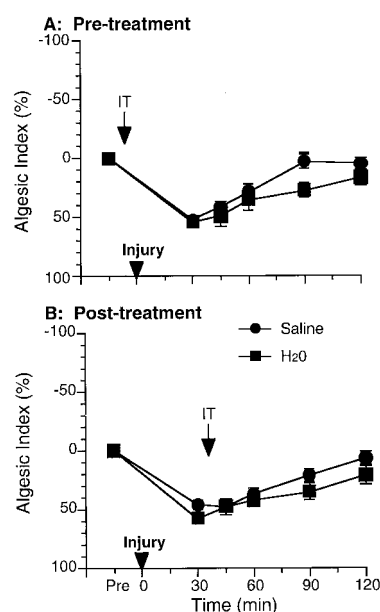 A: Pre-treatment
-100
-50
0
50
100
Algesic Index (%)
IT
Injury
B: Post-treatment
-100
-50
0
50
100
Algesic Index (%)
Saline
H20
IT
Injury
Pre 0 30 60 90 120
Time (min)